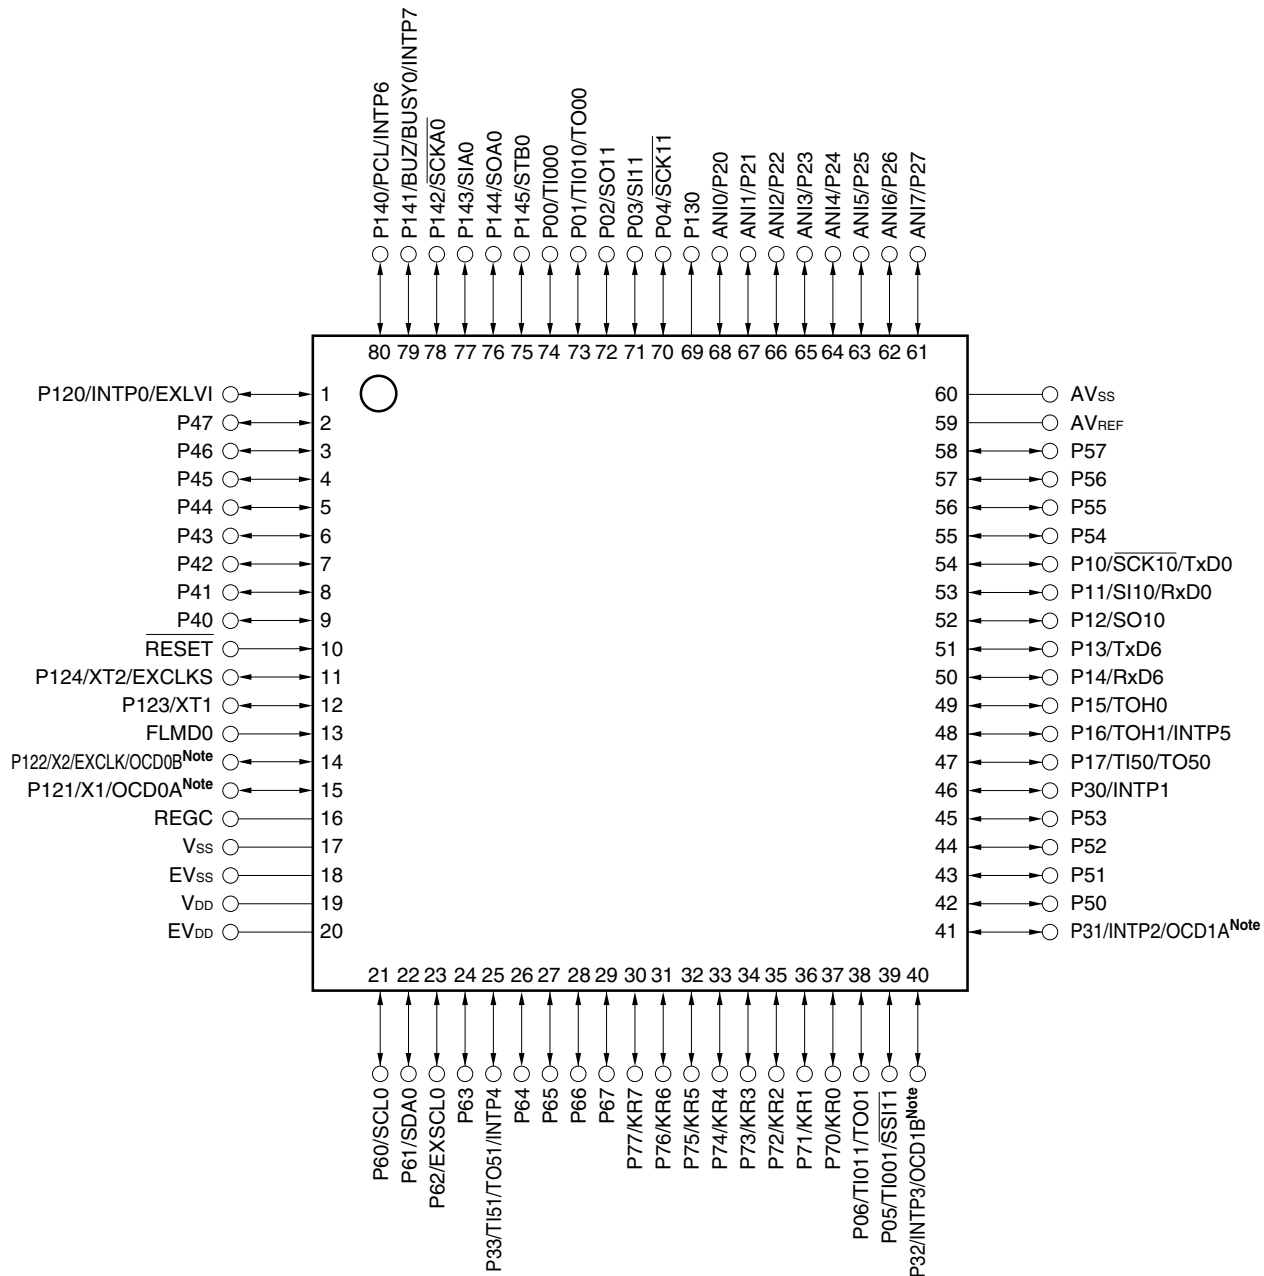 P140/PCL/INTP6
P141/BUZ/BUSY0/INTP7
P142/SCKA0
P143/SIA0
P144/SOA0
P145/STB0
P00/TI000
P01/TI010/TO00
P02/SO11
P03/SI11
P04/SCK11
P130
ANI0/P20
ANI1/P21
ANI2/P22
ANI3/P23
ANI4/P24
ANI5/P25
ANI6/P26
ANI7/P27
80 79 78 77 76 75 74 73 72 71 70 69 68 67 66 65 64 63 62 61
P120/INTP0/EXLVI 1
P47 2
P46 3
P45 4
P44 5
P43 6
P42 7
P41 8
P40 9
RESET 10
P124/XT2/EXCLKS 11
P123/XT1 12
FLMD0 13
P122/X2/EXCLK/OCD0B Note 14
P121/X1/OCD0A Note 15
REGC 16
VSS 17
EVSS 18
VDD 19
EVDD 20
60 AVSS
59 AVREF
58 P57
57 P56
56 P55
55 P54
54 P10/SCK10/TxD0
53 P11/SI10/RxD0
52 P12/SO10
51 P13/TxD6
50 P14/RxD6
49 P15/TOH0
48 P16/TOH1/INTP5
47 P17/TI50/TO50
46 P30/INTP1
45 P53
44 P52
43 P51
42 P50
41 P31/INTP2/OCD1A Note
21 22 23 24 25 26 27 28 29 30 31 32 33 34 35 36 37 38 39 40
P60/SCL0
P61/SDA0
P62/EXSCL0
P63
P33/TI51/TO51/INTP4
P64
P65
P66
P67
P77/KR7
P76/KR6
P75/KR5
P74/KR4
P73/KR3
P72/KR2
P71/KR1
P70/KR0
P06/TI011/TO01
P05/TI001/SSI11
P32/INTP3/OCD1B Note